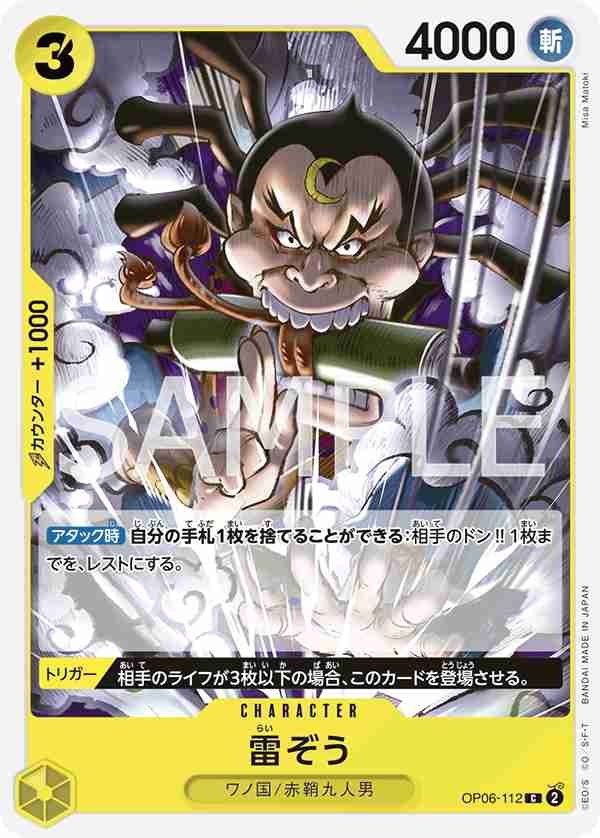 3
4000
斬
Misa Matoki
カウンター +1000
SAMPLE
アタック時 自分の手札1枚を捨てることができる:相手のドン!!1枚ま
でを、レストにする。
トリガー 相手のライフが3枚以下の場合、このカードを登場させる。
CHARACTER
らい
雷ぞう
ワノ国/赤鞘九人男
OP06-112 C 2
©E.O/S ©O/S・F・T BANDAI MADE IN JAPAN